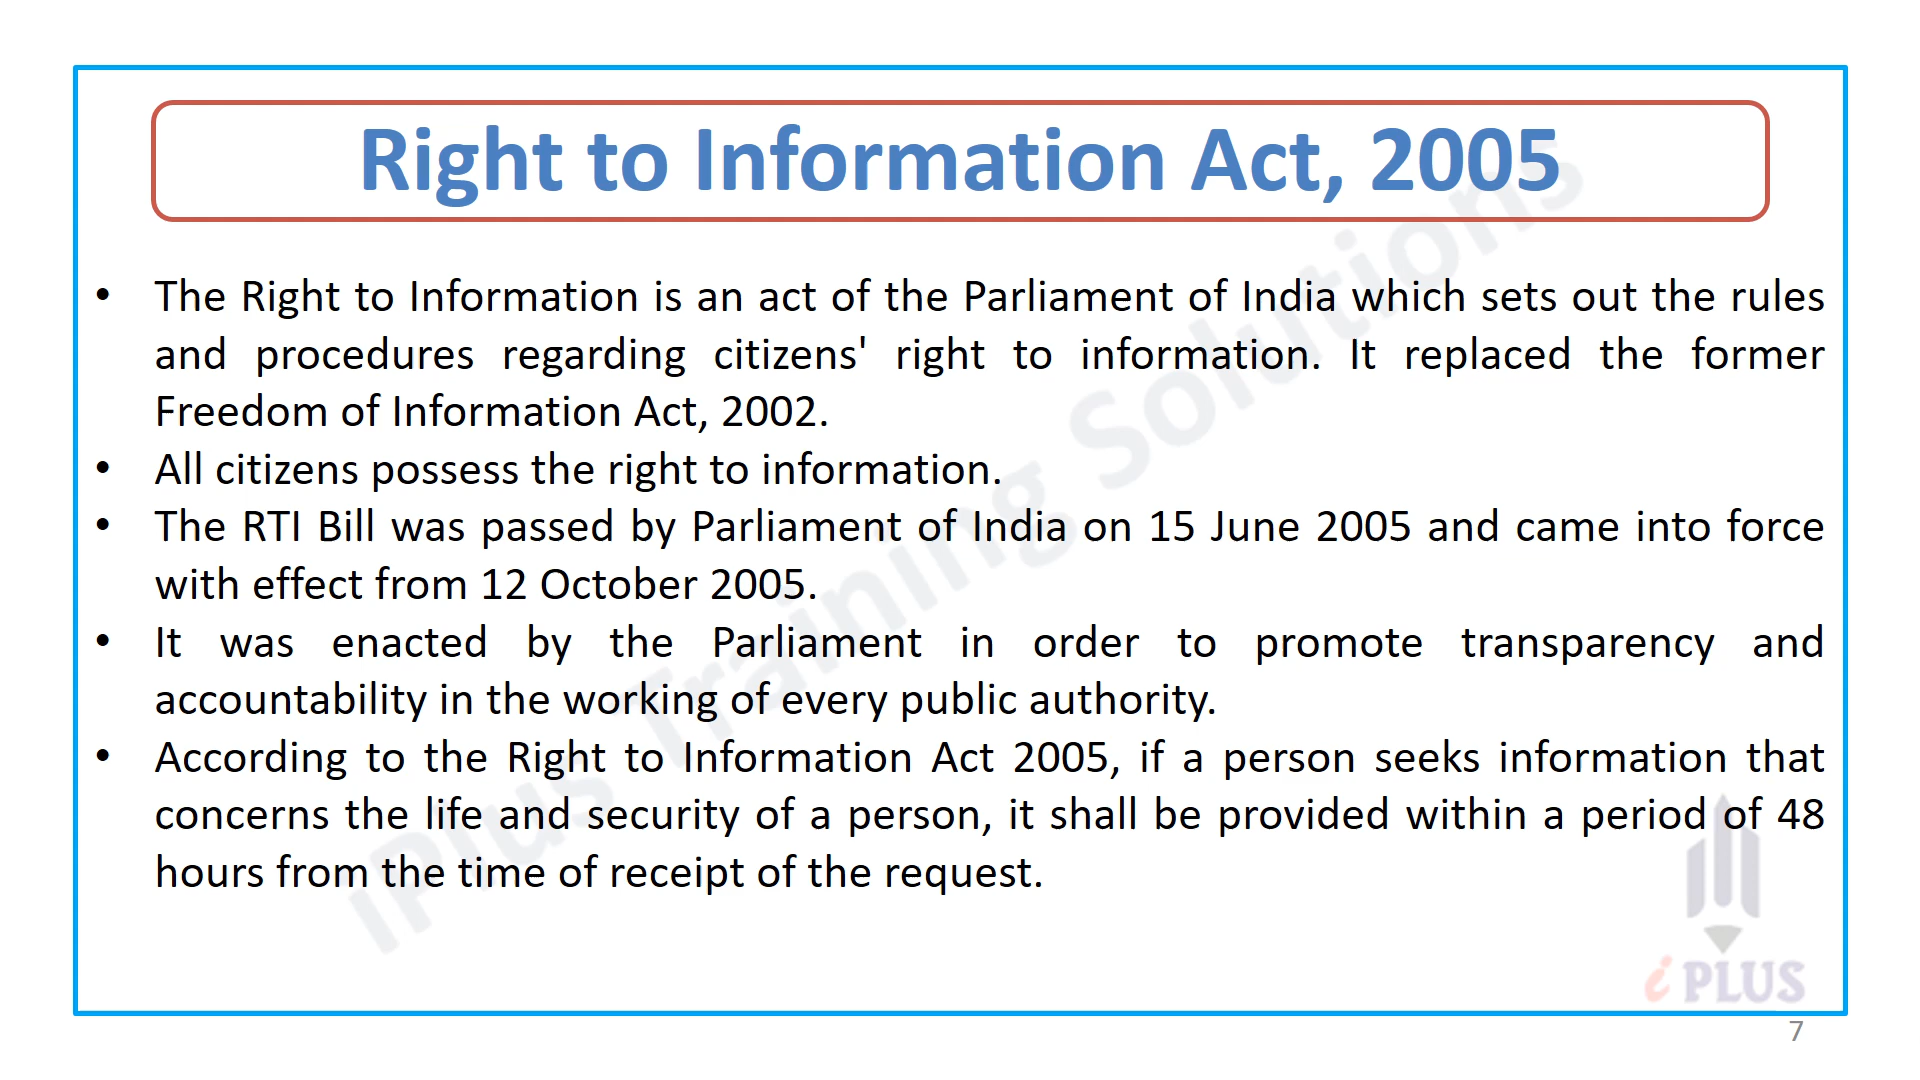 Right to Information Act, 2005
• The Right to Information is an act of the Parliament of India which sets out the rules
and procedures regarding citizens' right to information. It replaced the former
Freedom of Information Act, 2002.
• All citizens possess the right to information.
• The RTI Bill was passed by Parliament of India on 15 June 2005 and came into force
with effect from 12 October 2005.
• It was enacted by the Parliament in order to promote transparency and
accountability in the working of every public authority.
• According to the Right to Information Act 2005, if a person seeks information that
concerns the life and security of a person, it shall be provided within a period of 48
hours from the time of receipt of the request.
iPlus Training Solutions
i PLUS
7